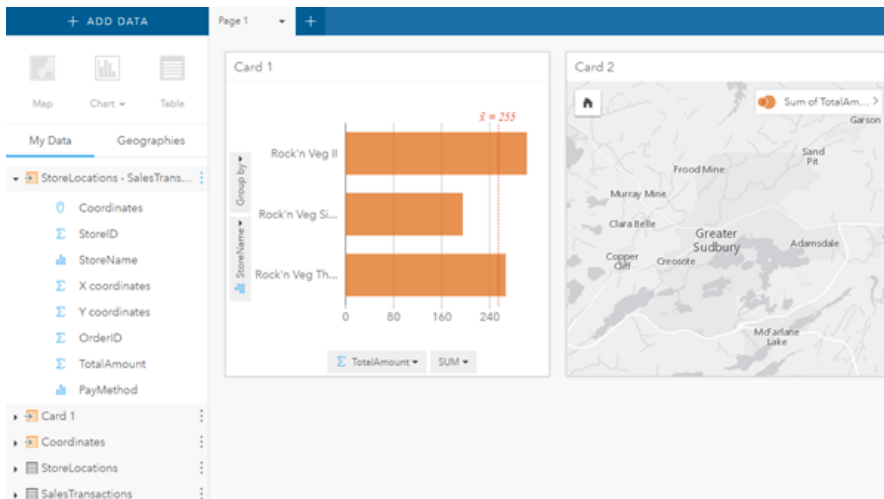 + ADD DATA
Page 1
+
Map
Chart
Table
My Data
Geographies
StoreLocations - SalesTrans...
Coordinates
StoreID
StoreName
X coordinates
Y coordinates
OrderID
TotalAmount
PayMethod
Card 1
Coordinates
StoreLocations
SalesTransactions
Card 1
x̄ = 255
Group by
StoreName
Rock'n Veg II
Rock'n Veg Si...
Rock'n Veg Th...
0 80 160 240
Σ TotalAmount
SUM
Card 2
Sum of TotalAm...
Garson
Sand
Pit
Frood Mine
Murray Mine
Clara Belle
Greater
Sudbury
Adamsdale
Copper
Cliff
Creosote
McFarlane
Lake